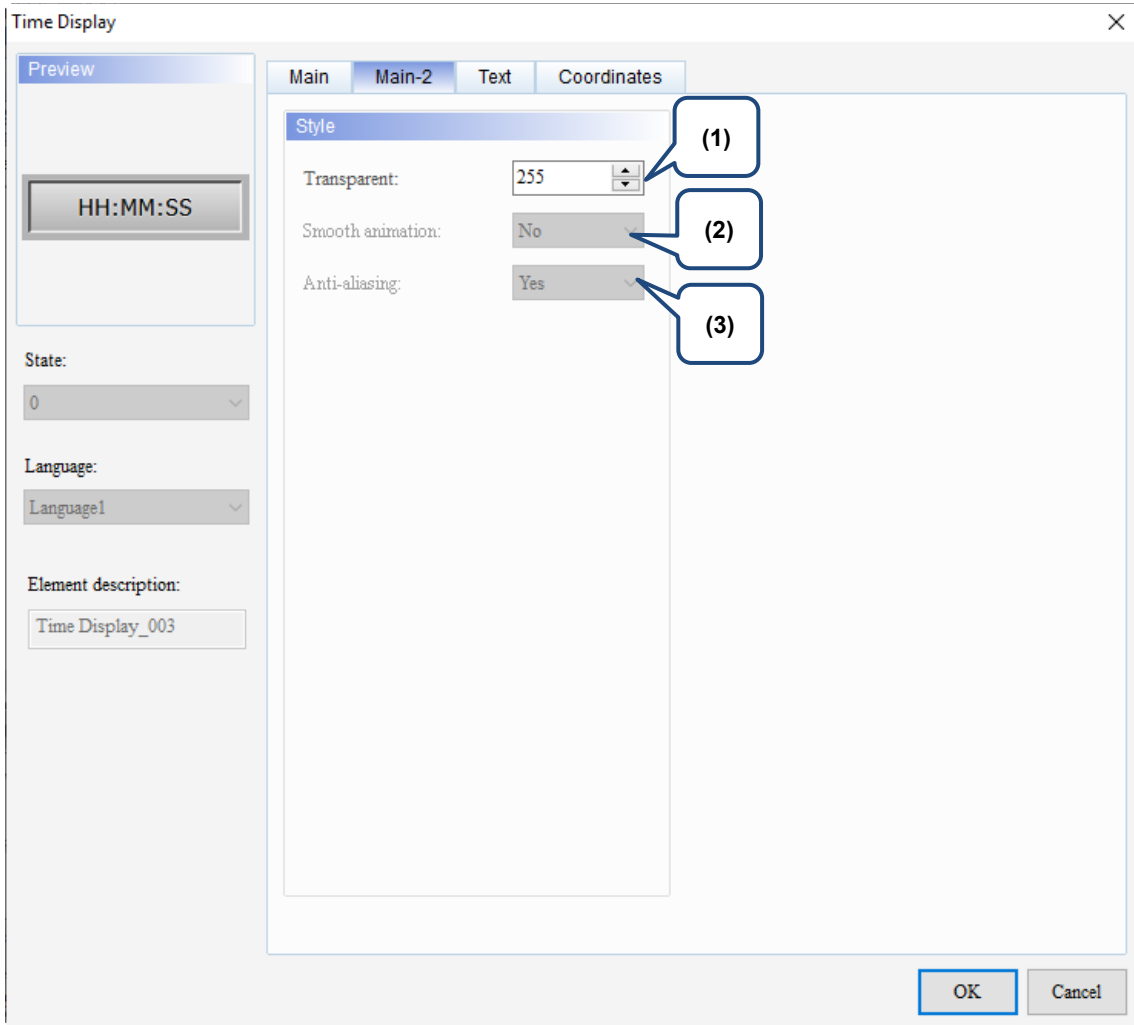 Time Display
Preview
HH:MM:SS
State:
0
Language:
Language1
Element description:
Time Display_003
Main Main-2 Text Coordinates
Style
Transparent: 255
(1)
Smooth animation: No
(2)
Anti-aliasing: Yes
(3)
OK Cancel